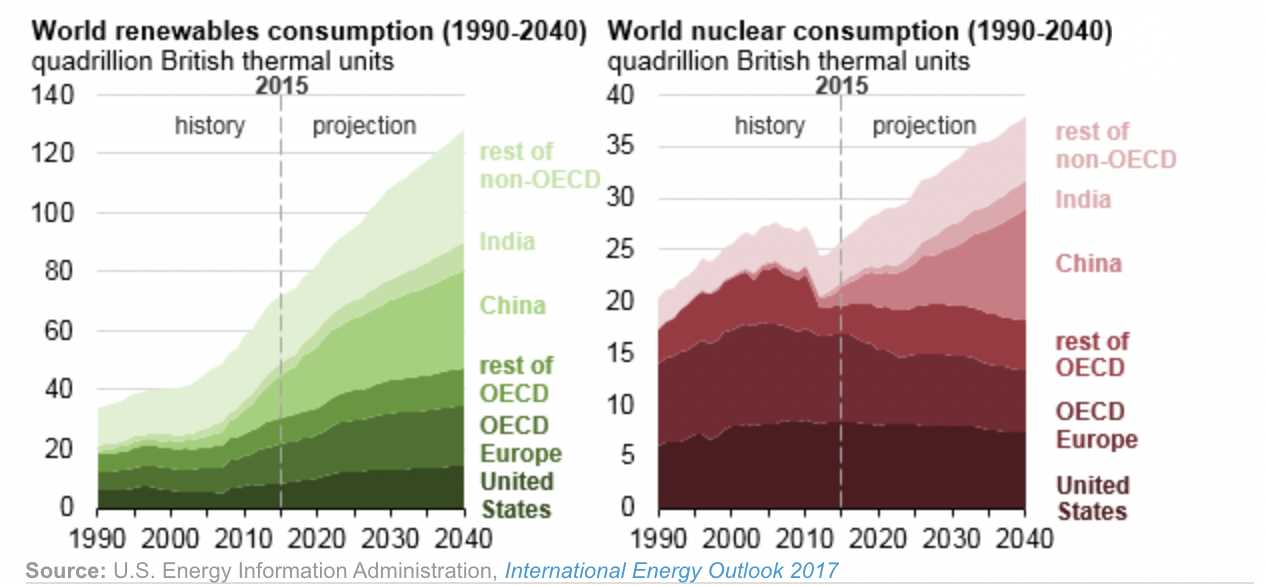 World renewables consumption (1990-2040)
quadrillion British thermal units
2015
140
120
100
80
60
40
20
0
history
projection
rest of
non-OECD
India
China
rest of
OECD
OECD
Europe
United
States
1990 2000 2010 2020 2030 2040
World nuclear consumption (1990-2040)
quadrillion British thermal units
2015
40
35
30
25
20
15
10
5
0
history
projection
rest of
non-OECD
India
China
rest of
OECD
OECD
Europe
United
States
1990 2000 2010 2020 2030 2040
Source: U.S. Energy Information Administration, International Energy Outlook 2017